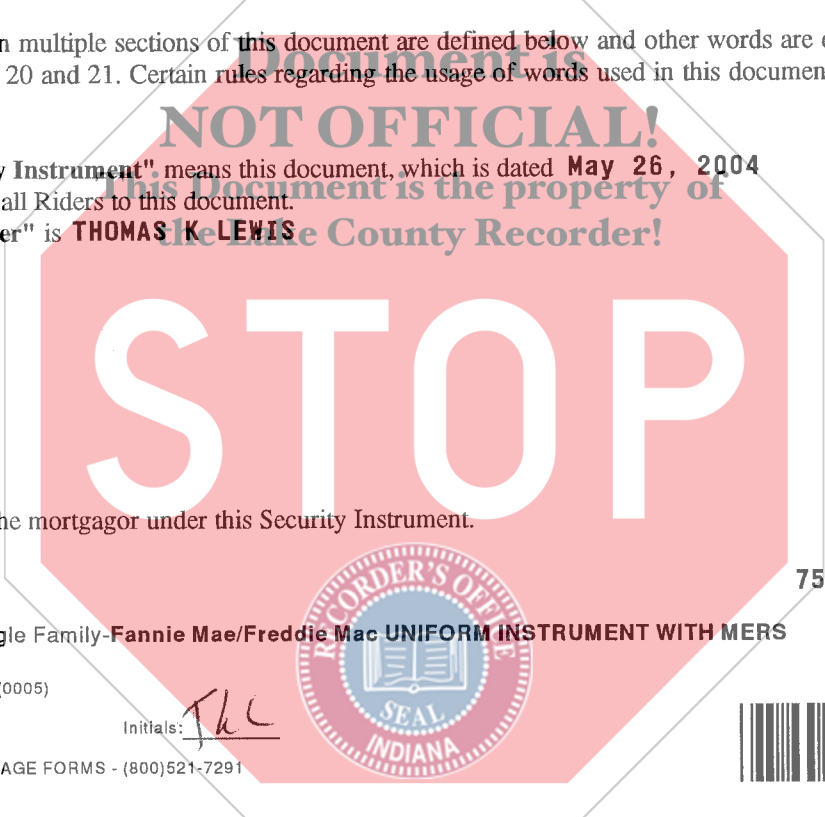 n multiple sections of this document are defined below and other words are
Document is
20 and 21. Certain rules regarding the usage of words used in this documen
NOT OFFICIAL!
Instrument" means this document, which is dated May 26, 2004
This Document is the property of
all Riders to this document.
er" is THOMAS K LEWIS
the Lake County Recorder!
STOP
he mortgagor under this Security Instrument.
75
RECORDER'S OFFICE
gle Family-Fannie Mae/Freddie Mac UNIFORM INSTRUMENT WITH MERS
(0005)
SEAL
Initials: TKL
INDIANA
AGE FORMS - (800)521-7291